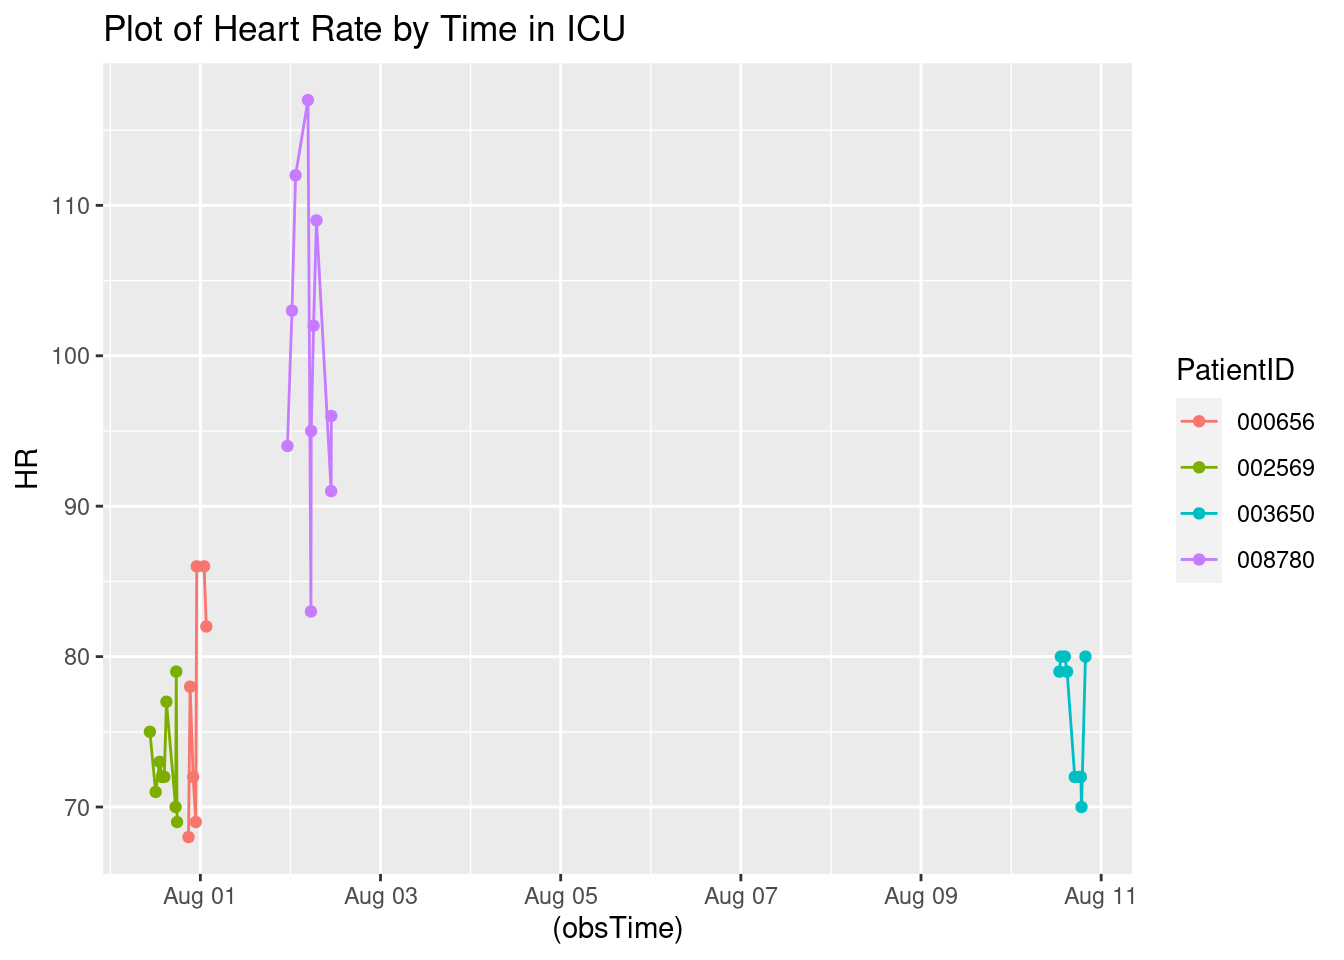 Plot of Heart Rate by Time in ICU
HR
110
100
90
80
70
Aug 01 Aug 03 Aug 05 Aug 07 Aug 09 Aug 11
(obsTime)
PatientID
000656
002569
003650
008780